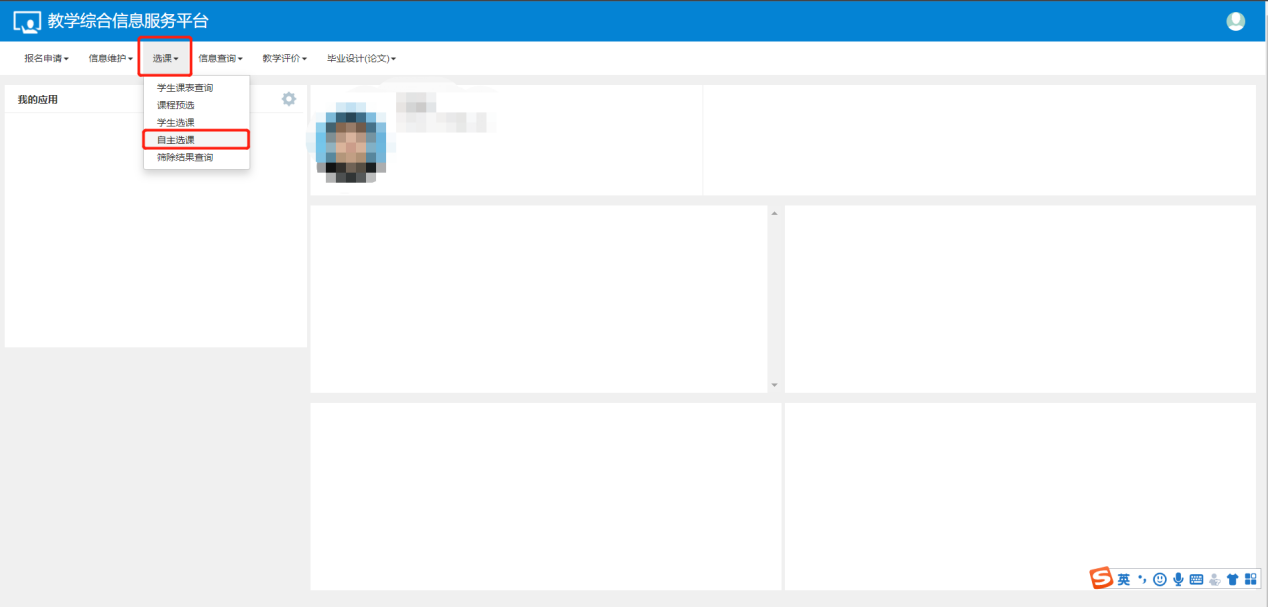 教学综合信息服务平台
报名申请 信息维护 选课 信息查询 教学评价 毕业设计(论文)
学生课表查询
我的应用
课程预选
学生选课
自主选课
筛除结果查询
英